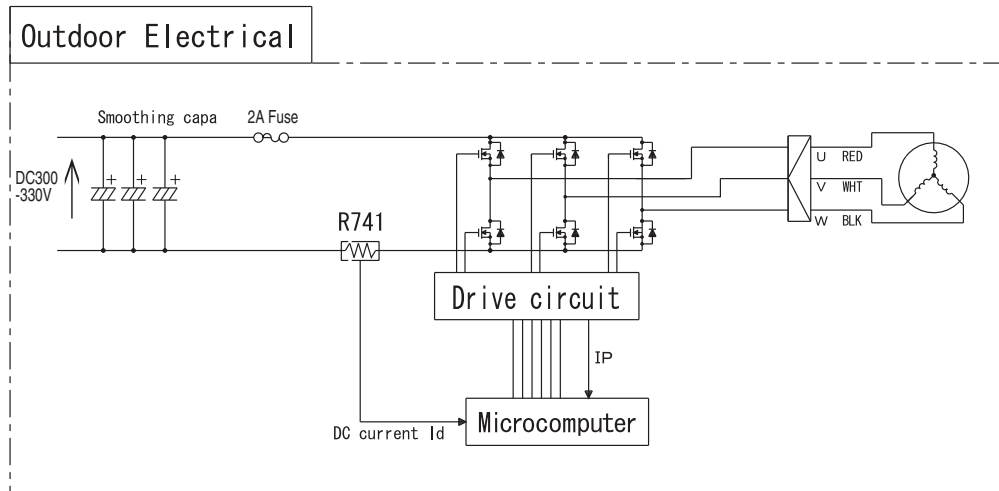 Outdoor Electrical
Smoothing capa
2A Fuse
+ + +
DC300
-330V
U RED
V WHT
W BLK
R741
Drive circuit
IP
Microcomputer
DC current Id